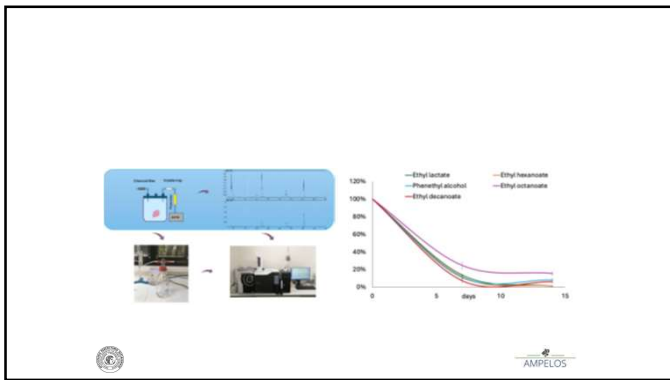 Ethyl lactate
Ethyl hexanoate
Phenethyl alcohol
Ethyl octanoate
Ethyl decanoate
120%
100%
80%
60%
40%
20%
0%
0
5
days
10
15
AMPELOS